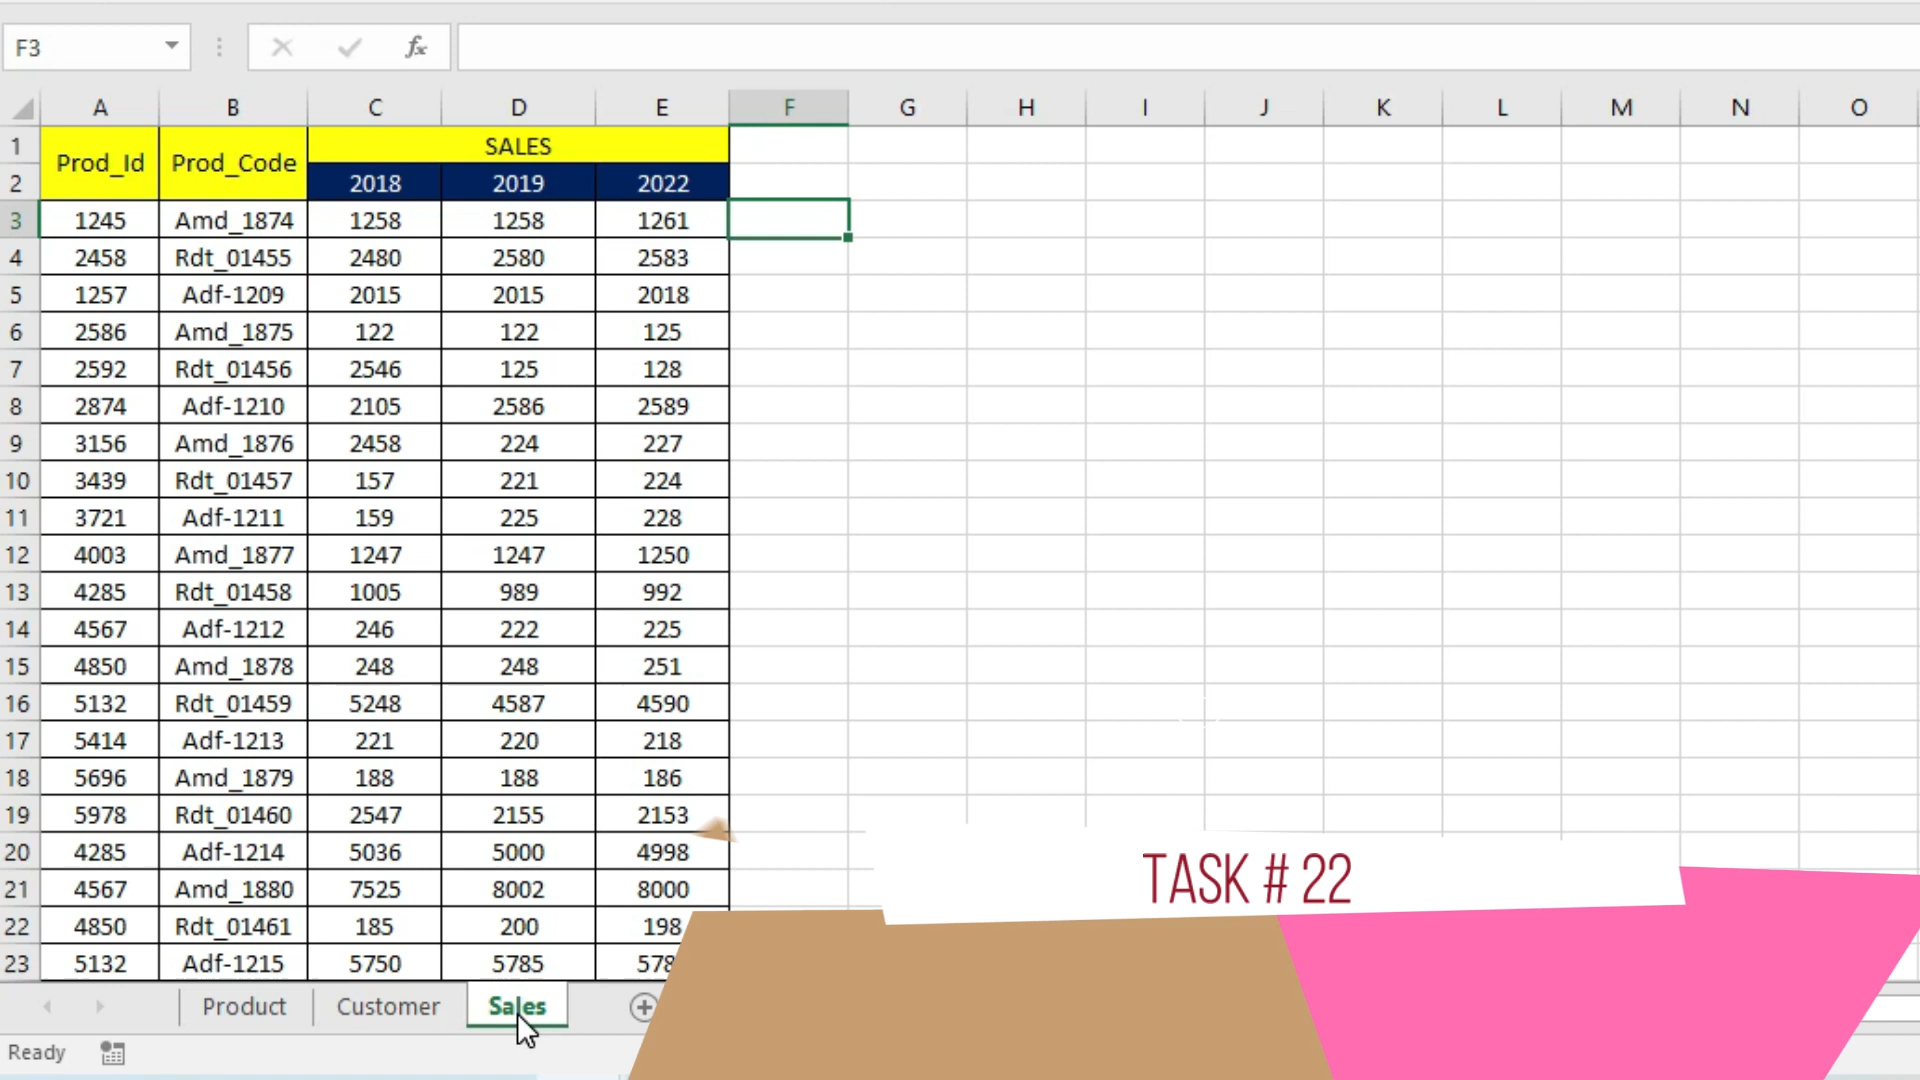 F3 fx
A B C D E F G H I J K L M N O
1 Prod_Id Prod_Code SALES
2 2018 2019 2022
3 1245 Amd_1874 1258 1258 1261
4 2458 Rdt_01455 2480 2580 2583
5 1257 Adf-1209 2015 2015 2018
6 2586 Amd_1875 122 122 125
7 2592 Rdt_01456 2546 125 128
8 2874 Adf-1210 2105 2586 2589
9 3156 Amd_1876 2458 224 227
10 3439 Rdt_01457 157 221 224
11 3721 Adf-1211 159 225 228
12 4003 Amd_1877 1247 1247 1250
13 4285 Rdt_01458 1005 989 992
14 4567 Adf-1212 246 222 225
15 4850 Amd_1878 248 248 251
16 5132 Rdt_01459 5248 4587 4590
17 5414 Adf-1213 221 220 218
18 5696 Amd_1879 188 188 186
19 5978 Rdt_01460 2547 2155 2153
20 4285 Adf-1214 5036 5000 4998
21 4567 Amd_1880 7525 8002 8000
22 4850 Rdt_01461 185 200 198
23 5132 Adf-1215 5750 5785
TASK # 22
Product Customer Sales
Ready